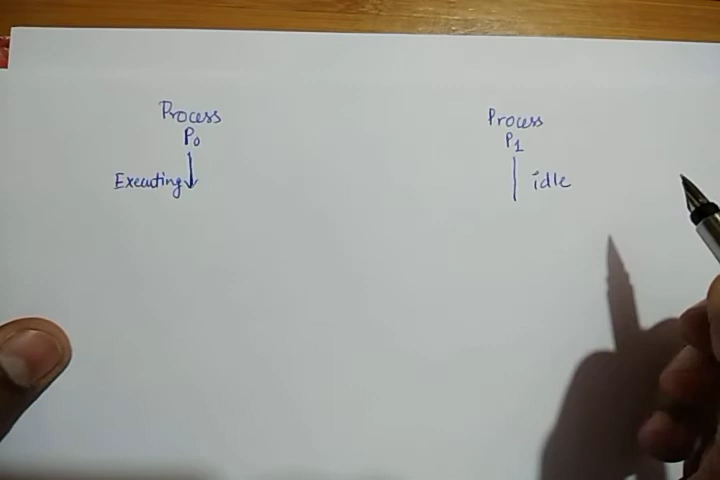 Process
P0
Executing
Process
P1
idle